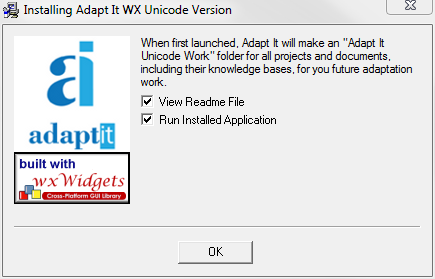 Installing Adapt It WX Unicode Version
When first launched, Adapt It will make an "Adapt It
Unicode Work" folder for all projects and documents,
including their knowledge bases, for you future adaptation
work.
View Readme File
Run Installed Application
ai
adaptit
built with
wxWidgets
Cross-Platform GUI Library
OK